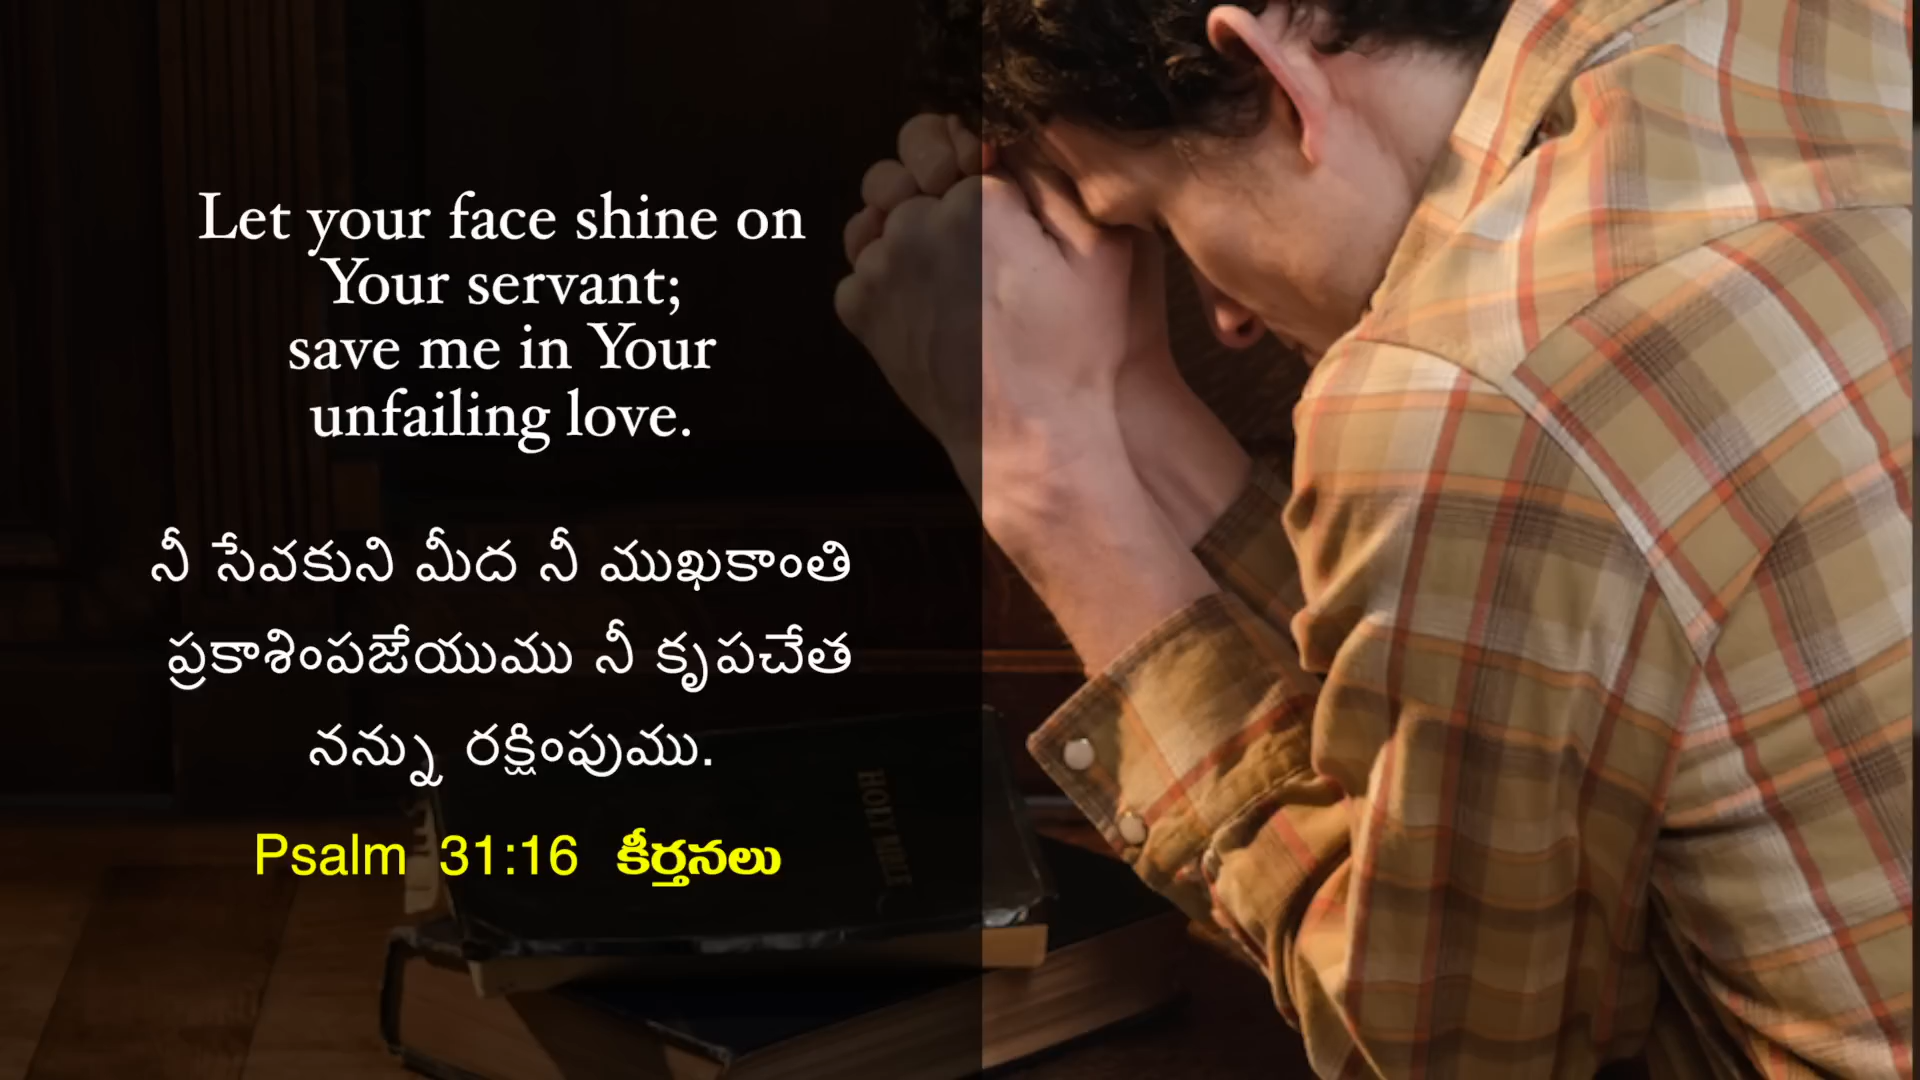 Let your face shine on
Your servant;
save me in Your
unfailing love.
నీ సేవకుని మీద నీ ముఖకాంతి
ప్రకాశింపజేయుము నీ కృపచేత
నన్ను రక్షింపుము.
Psalm 31:16 కీర్తనలు
HOLY BIBLE